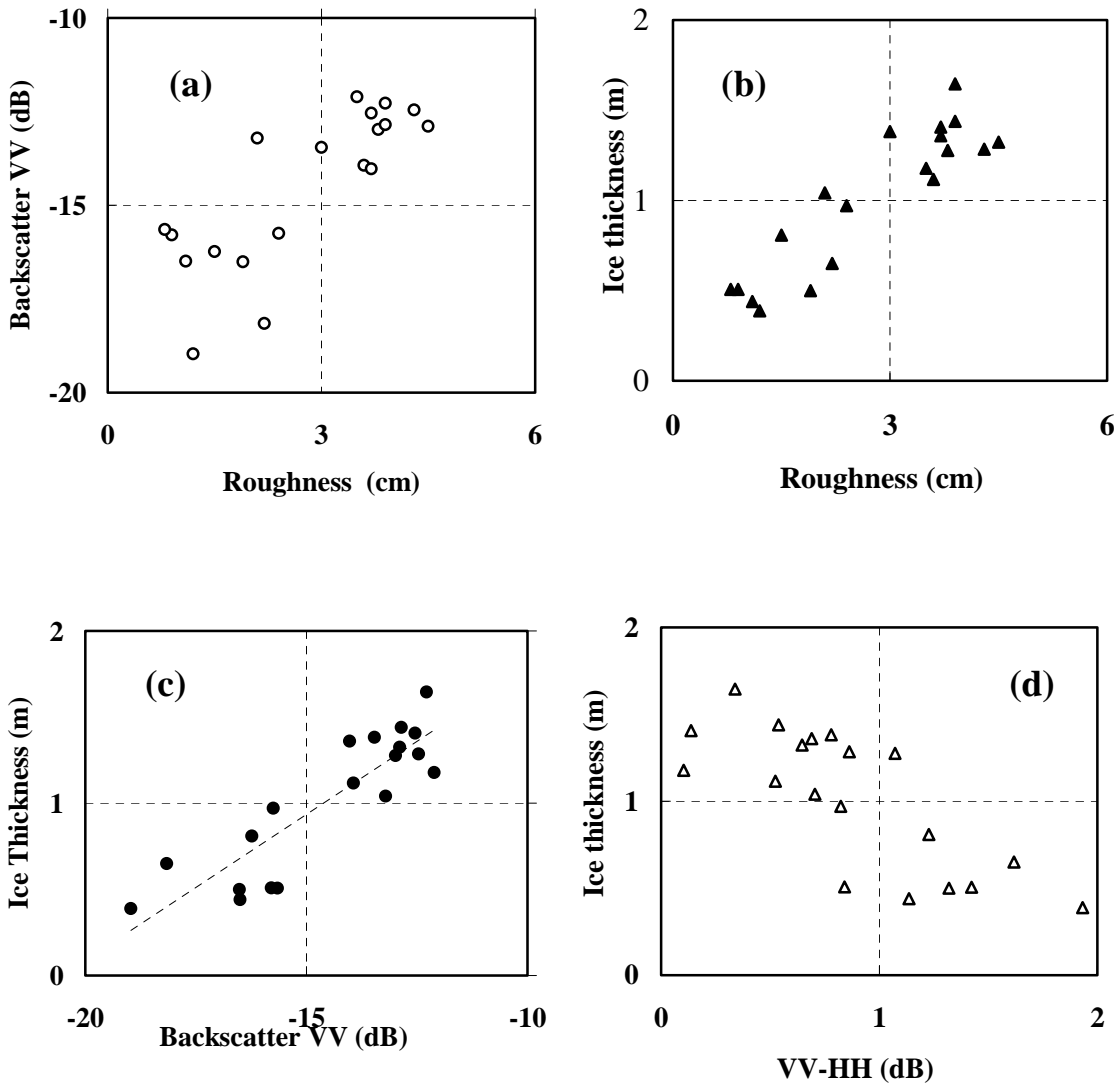 -10
(a)
Backscatter VV (dB)
-15
-20
0 3 6
Roughness (cm)
2
(b)
Ice thickness (m)
1
0
0 3 6
Roughness (cm)
2
(c)
Ice Thickness (m)
1
0
-20 -15 -10
Backscatter VV (dB)
2
(d)
Ice thickness (m)
1
0
0 1 2
VV-HH (dB)